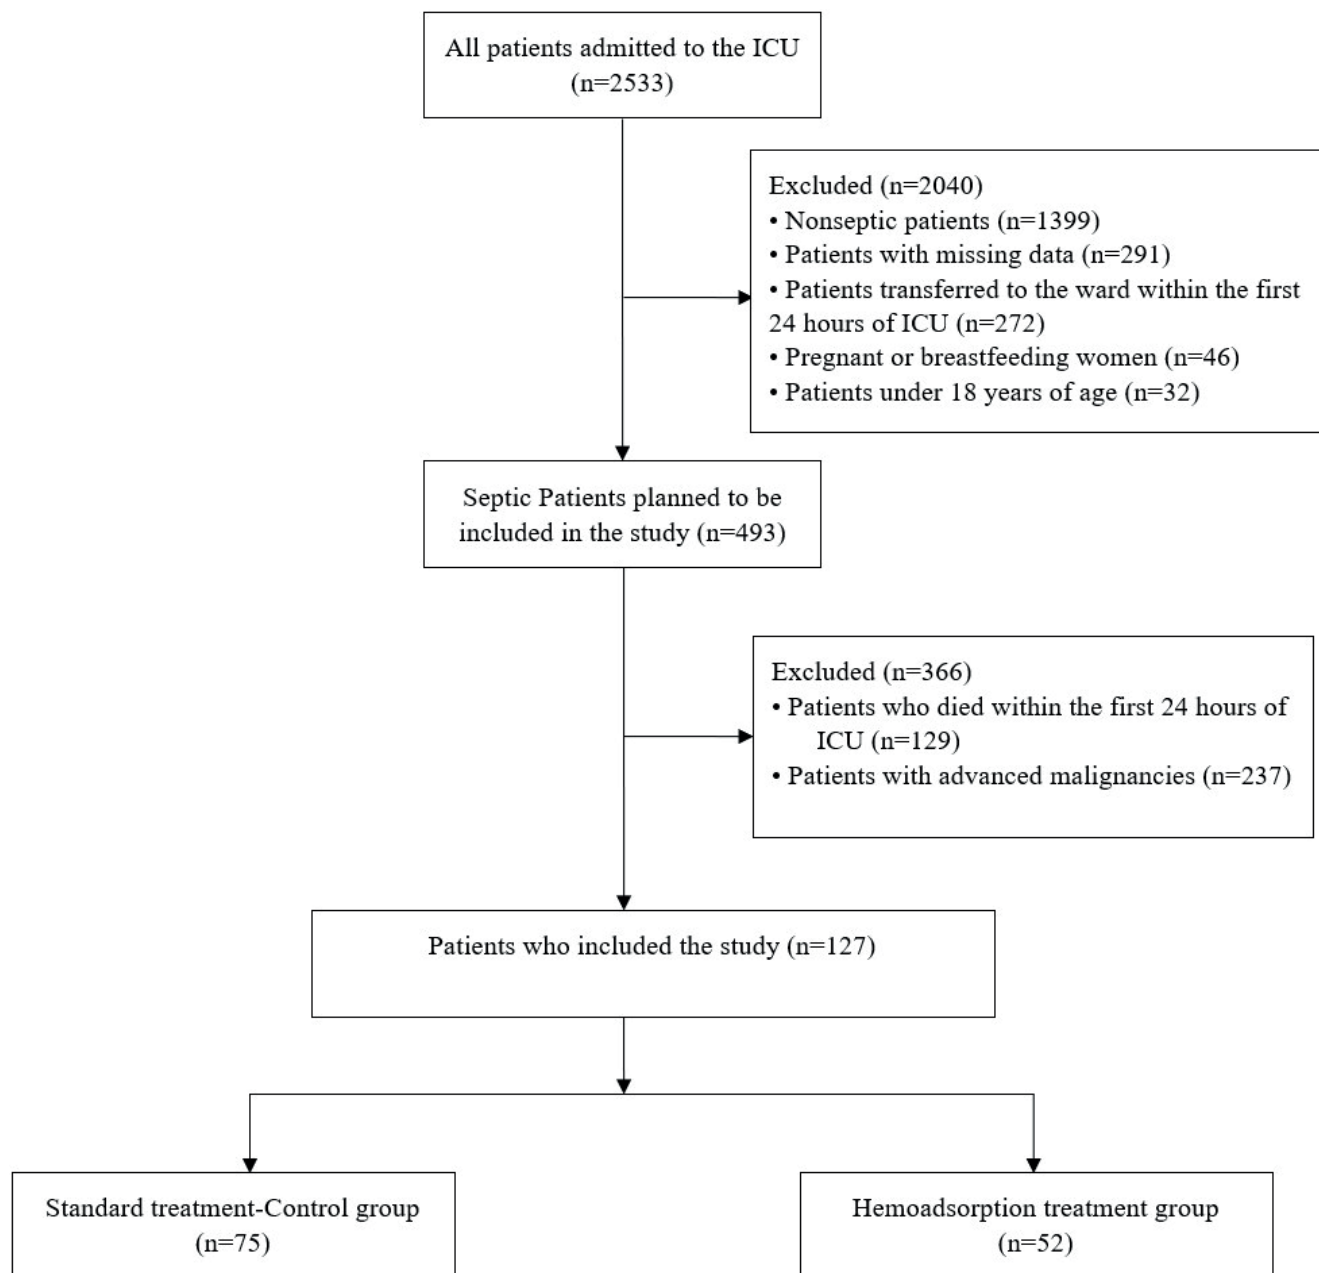 All patients admitted to the ICU
(n=2533)
Excluded (n=2040)
• Nonseptic patients (n=1399)
• Patients with missing data (n=291)
• Patients transferred to the ward within the first
24 hours of ICU (n=272)
• Pregnant or breastfeeding women (n=46)
• Patients under 18 years of age (n=32)
Septic Patients planned to be
included in the study (n=493)
Excluded (n=366)
• Patients who died within the first 24 hours of
ICU (n=129)
• Patients with advanced malignancies (n=237)
Patients who included the study (n=127)
Standard treatment-Control group
(n=75)
Hemoadsorption treatment group
(n=52)